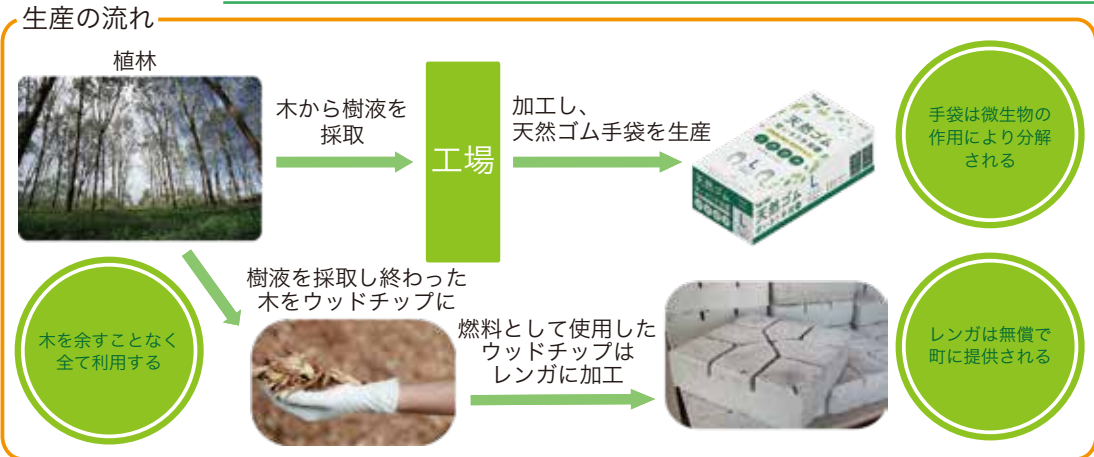 生産の流れ
植林
木から樹液を
採取
工場
加工し、
天然ゴム手袋を生産
天然ゴム
L
天然ゴム
L
手袋は微生物の
作用により分解
される
木を余すことなく
全て利用する
樹液を採取し終わった
木をウッドチップに
燃料として使用した
ウッドチップは
レンガに加工
レンガは無償で
町に提供される